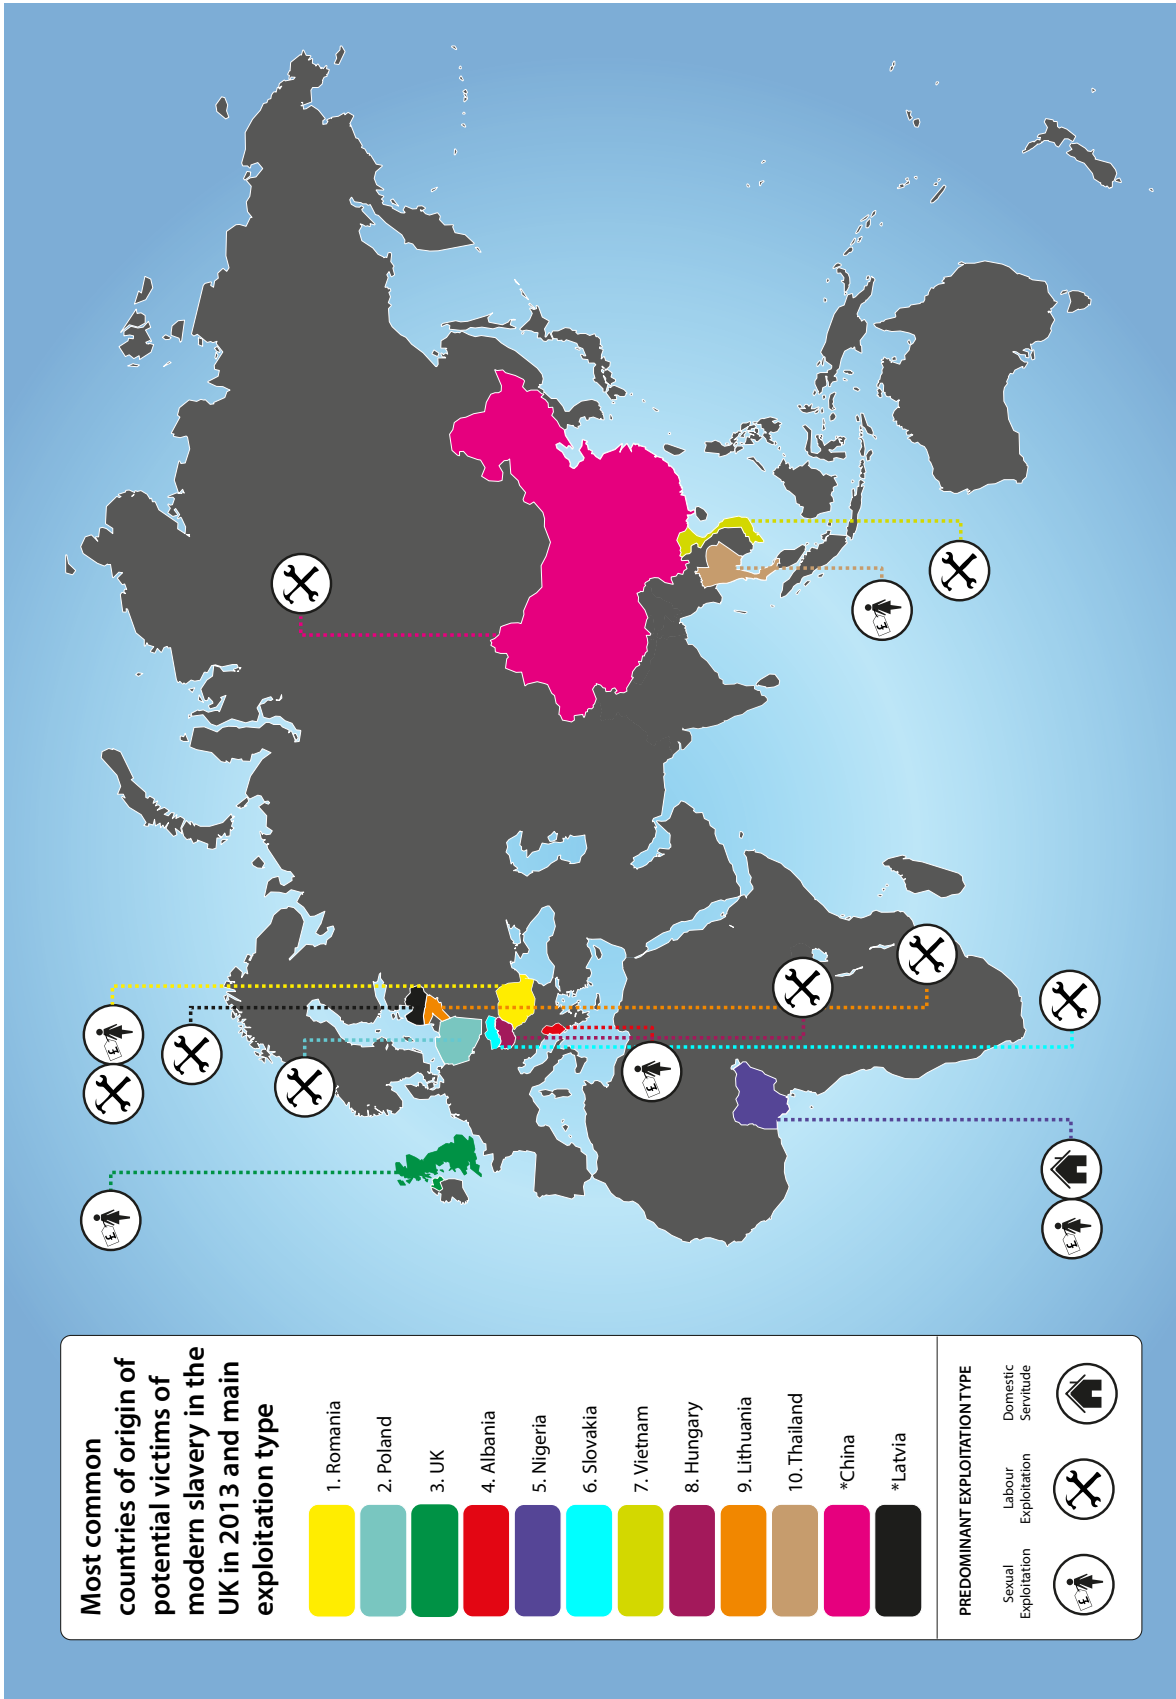 Most common
countries of origin of
potential victims of
modern slavery in the
UK in 2013 and main
exploitation type
1. Romania
2. Poland
3. UK
4. Albania
5. Nigeria
6. Slovakia
7. Vietnam
8. Hungary
9. Lithuania
10. Thailand
*China
*Latvia
PREDOMINANT EXPLOITATION TYPE
Sexual
Exploitation
Labour
Exploitation
Domestic
Servitude
£
£
£
£
£
£